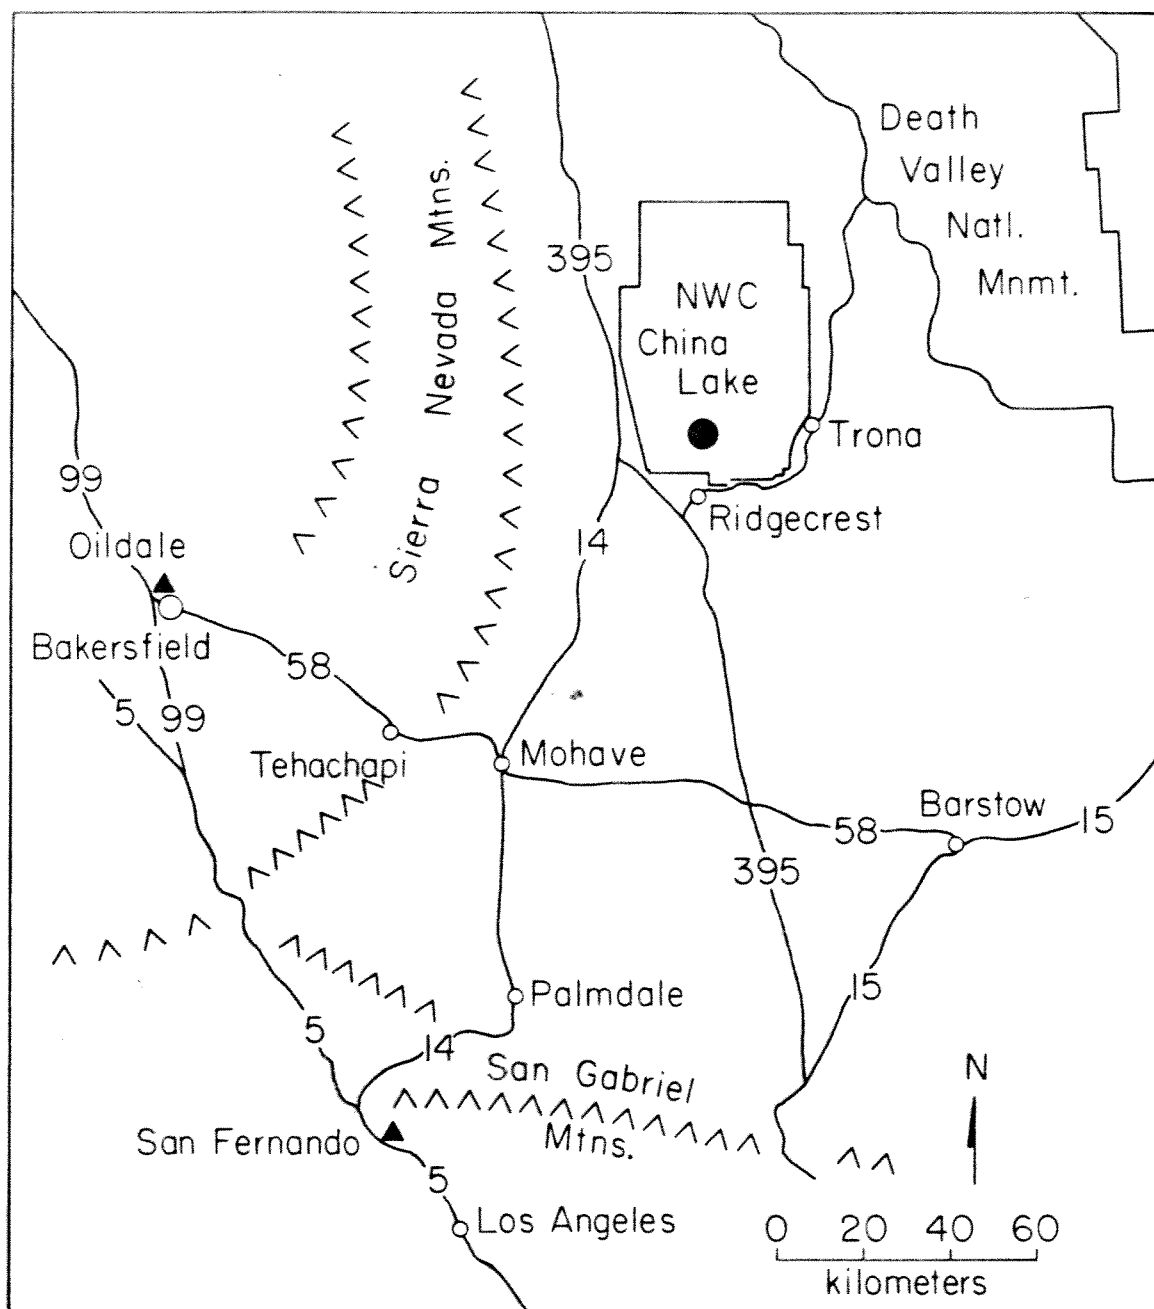 Death
Valley
Natl.
Mnmt.
Sierra Nevada Mtns.
395
NWC
China
Lake
Trona
99
Ridgecrest
Oildale
14
Bakersfield
58
5
99
Tehachapi
Mohave
Barstow
15
58
395
15
Palmdale
5
14
San Gabriel
Mtns.
N
San Fernando
5
Los Angeles
0 20 40 60
kilometers